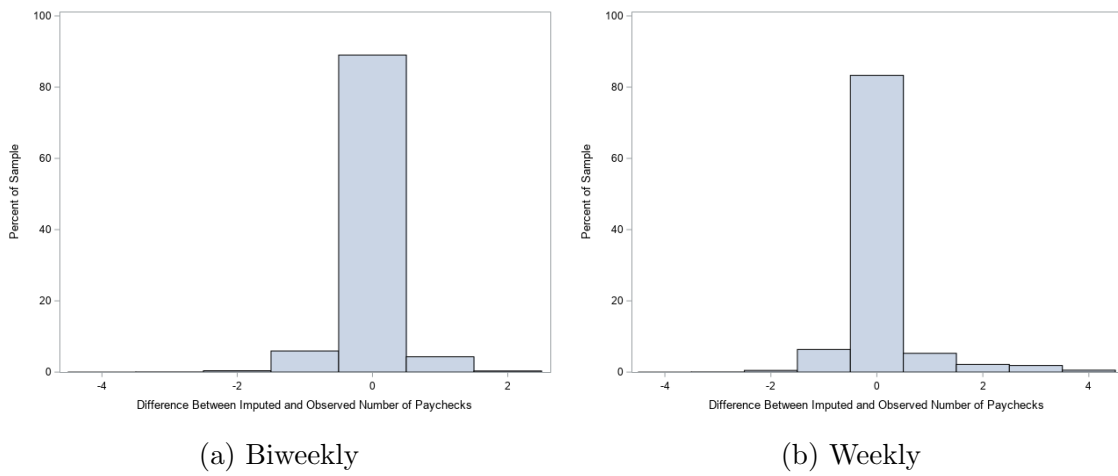 100
80
60
40
20
0
Percent of Sample
-4 -2 0 2
Difference Between Imputed and Observed Number of Paychecks
(a) Biweekly
100
80
60
40
20
0
Percent of Sample
-4 -2 0 2 4
Difference Between Imputed and Observed Number of Paychecks
(b) Weekly